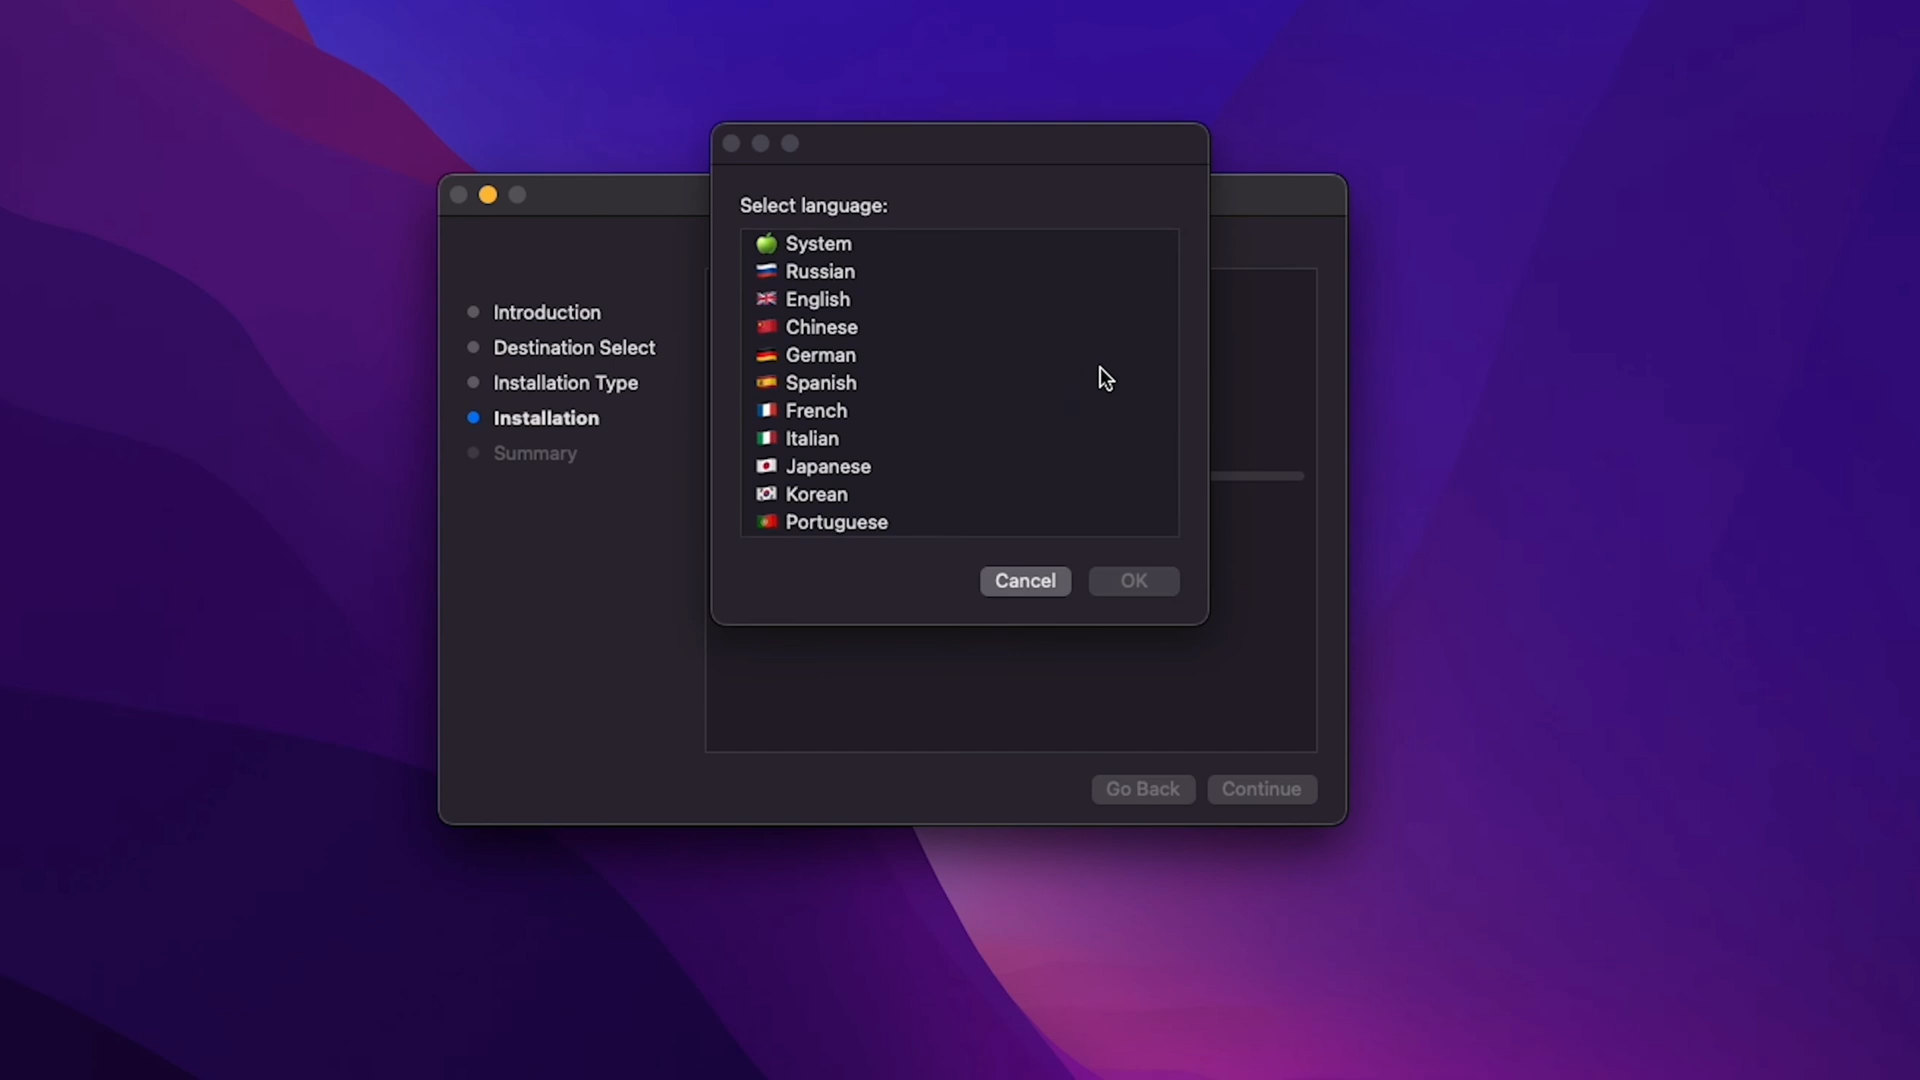 Select language:
System
Russian
English
Chinese
German
Spanish
French
Italian
Japanese
Korean
Portuguese
Cancel
OK
Introduction
Destination Select
Installation Type
Installation
Summary
Go Back
Continue